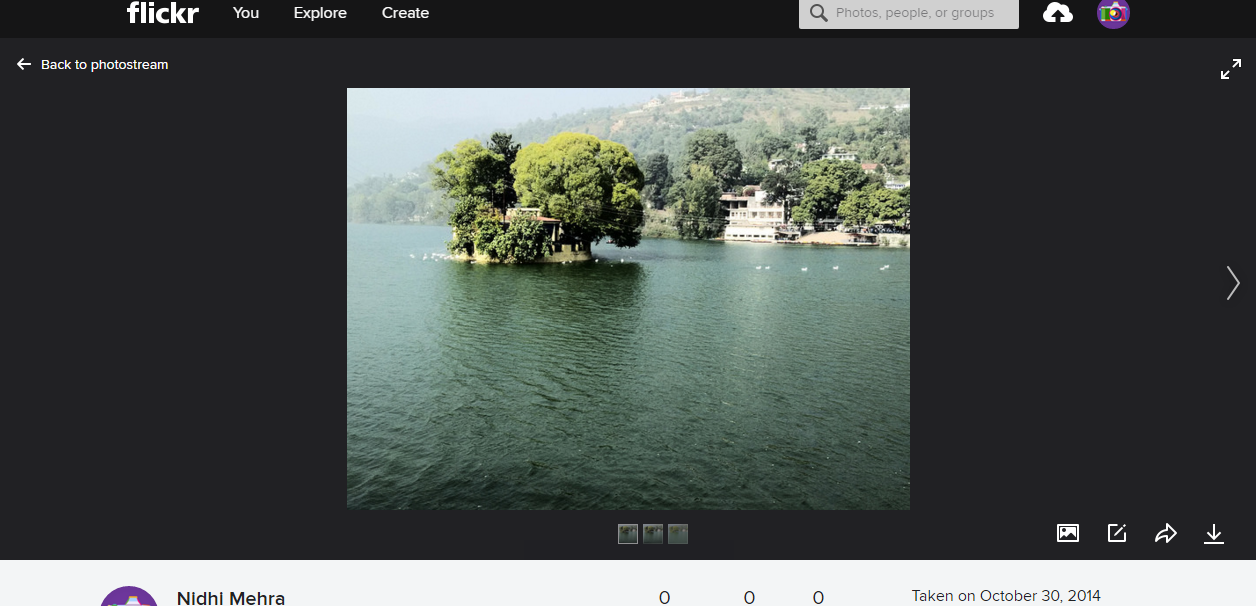 flickr You Explore Create Photos, people, or groups
Back to photostream
Nidhi Mehra 0 0 0 Taken on October 30, 2014